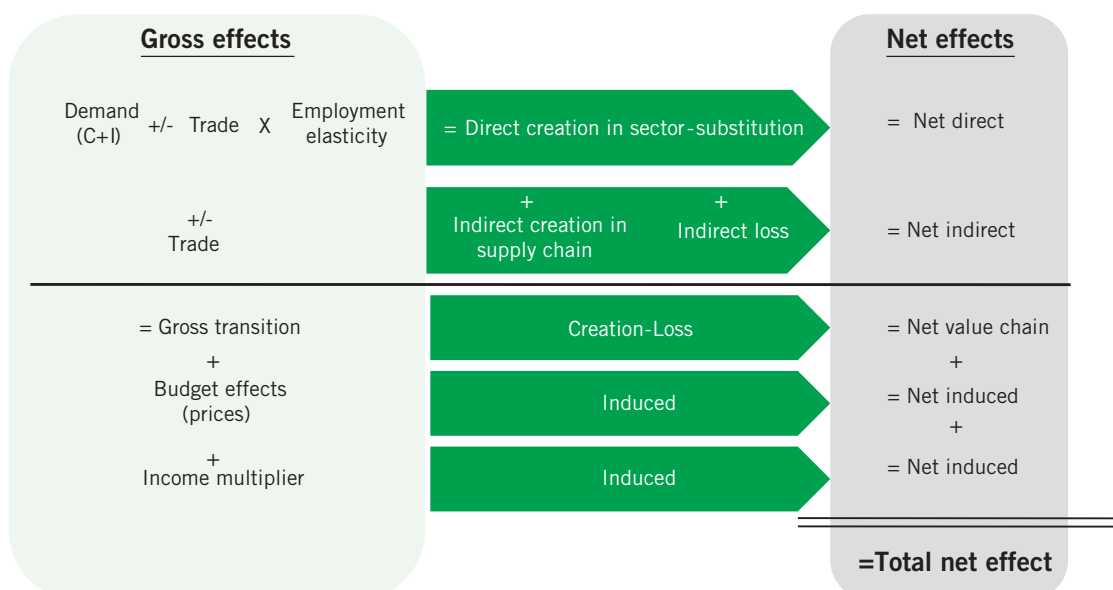 Gross effects
Net effects
Demand
(C+I)
+/- Trade X
Employment
elasticity
= Direct creation in sector-substitution
= Net direct
+/-
Trade
+
Indirect creation in
supply chain
+
Indirect loss
= Net indirect
= Gross transition
Creation-Loss
= Net value chain
+
+
Budget effects
(prices)
Induced
= Net induced
+
+
Income multiplier
Induced
= Net induced
=Total net effect